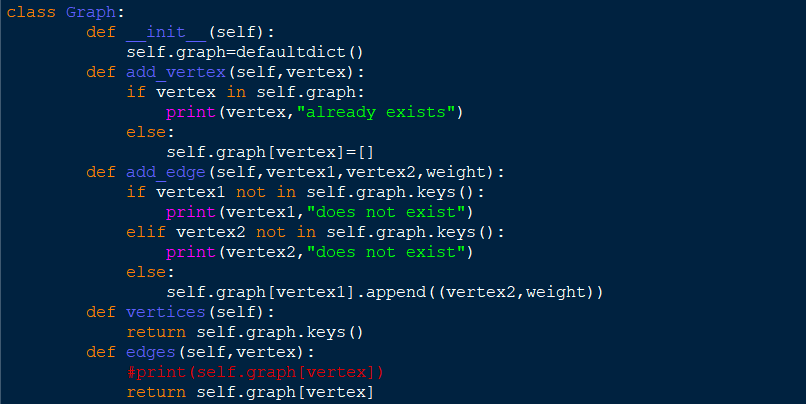 class Graph:
        def __init__(self):
            self.graph=defaultdict()
        def add_vertex(self,vertex):
            if vertex in self.graph:
                print(vertex,"already exists")
            else:
                self.graph[vertex]=[]
        def add_edge(self,vertex1,vertex2,weight):
            if vertex1 not in self.graph.keys():
                print(vertex1,"does not exist")
            elif vertex2 not in self.graph.keys():
                print(vertex2,"does not exist")
            else:
                self.graph[vertex1].append((vertex2,weight))
        def vertices(self):
            return self.graph.keys()
        def edges(self,vertex):
            #print(self.graph[vertex])
            return self.graph[vertex]